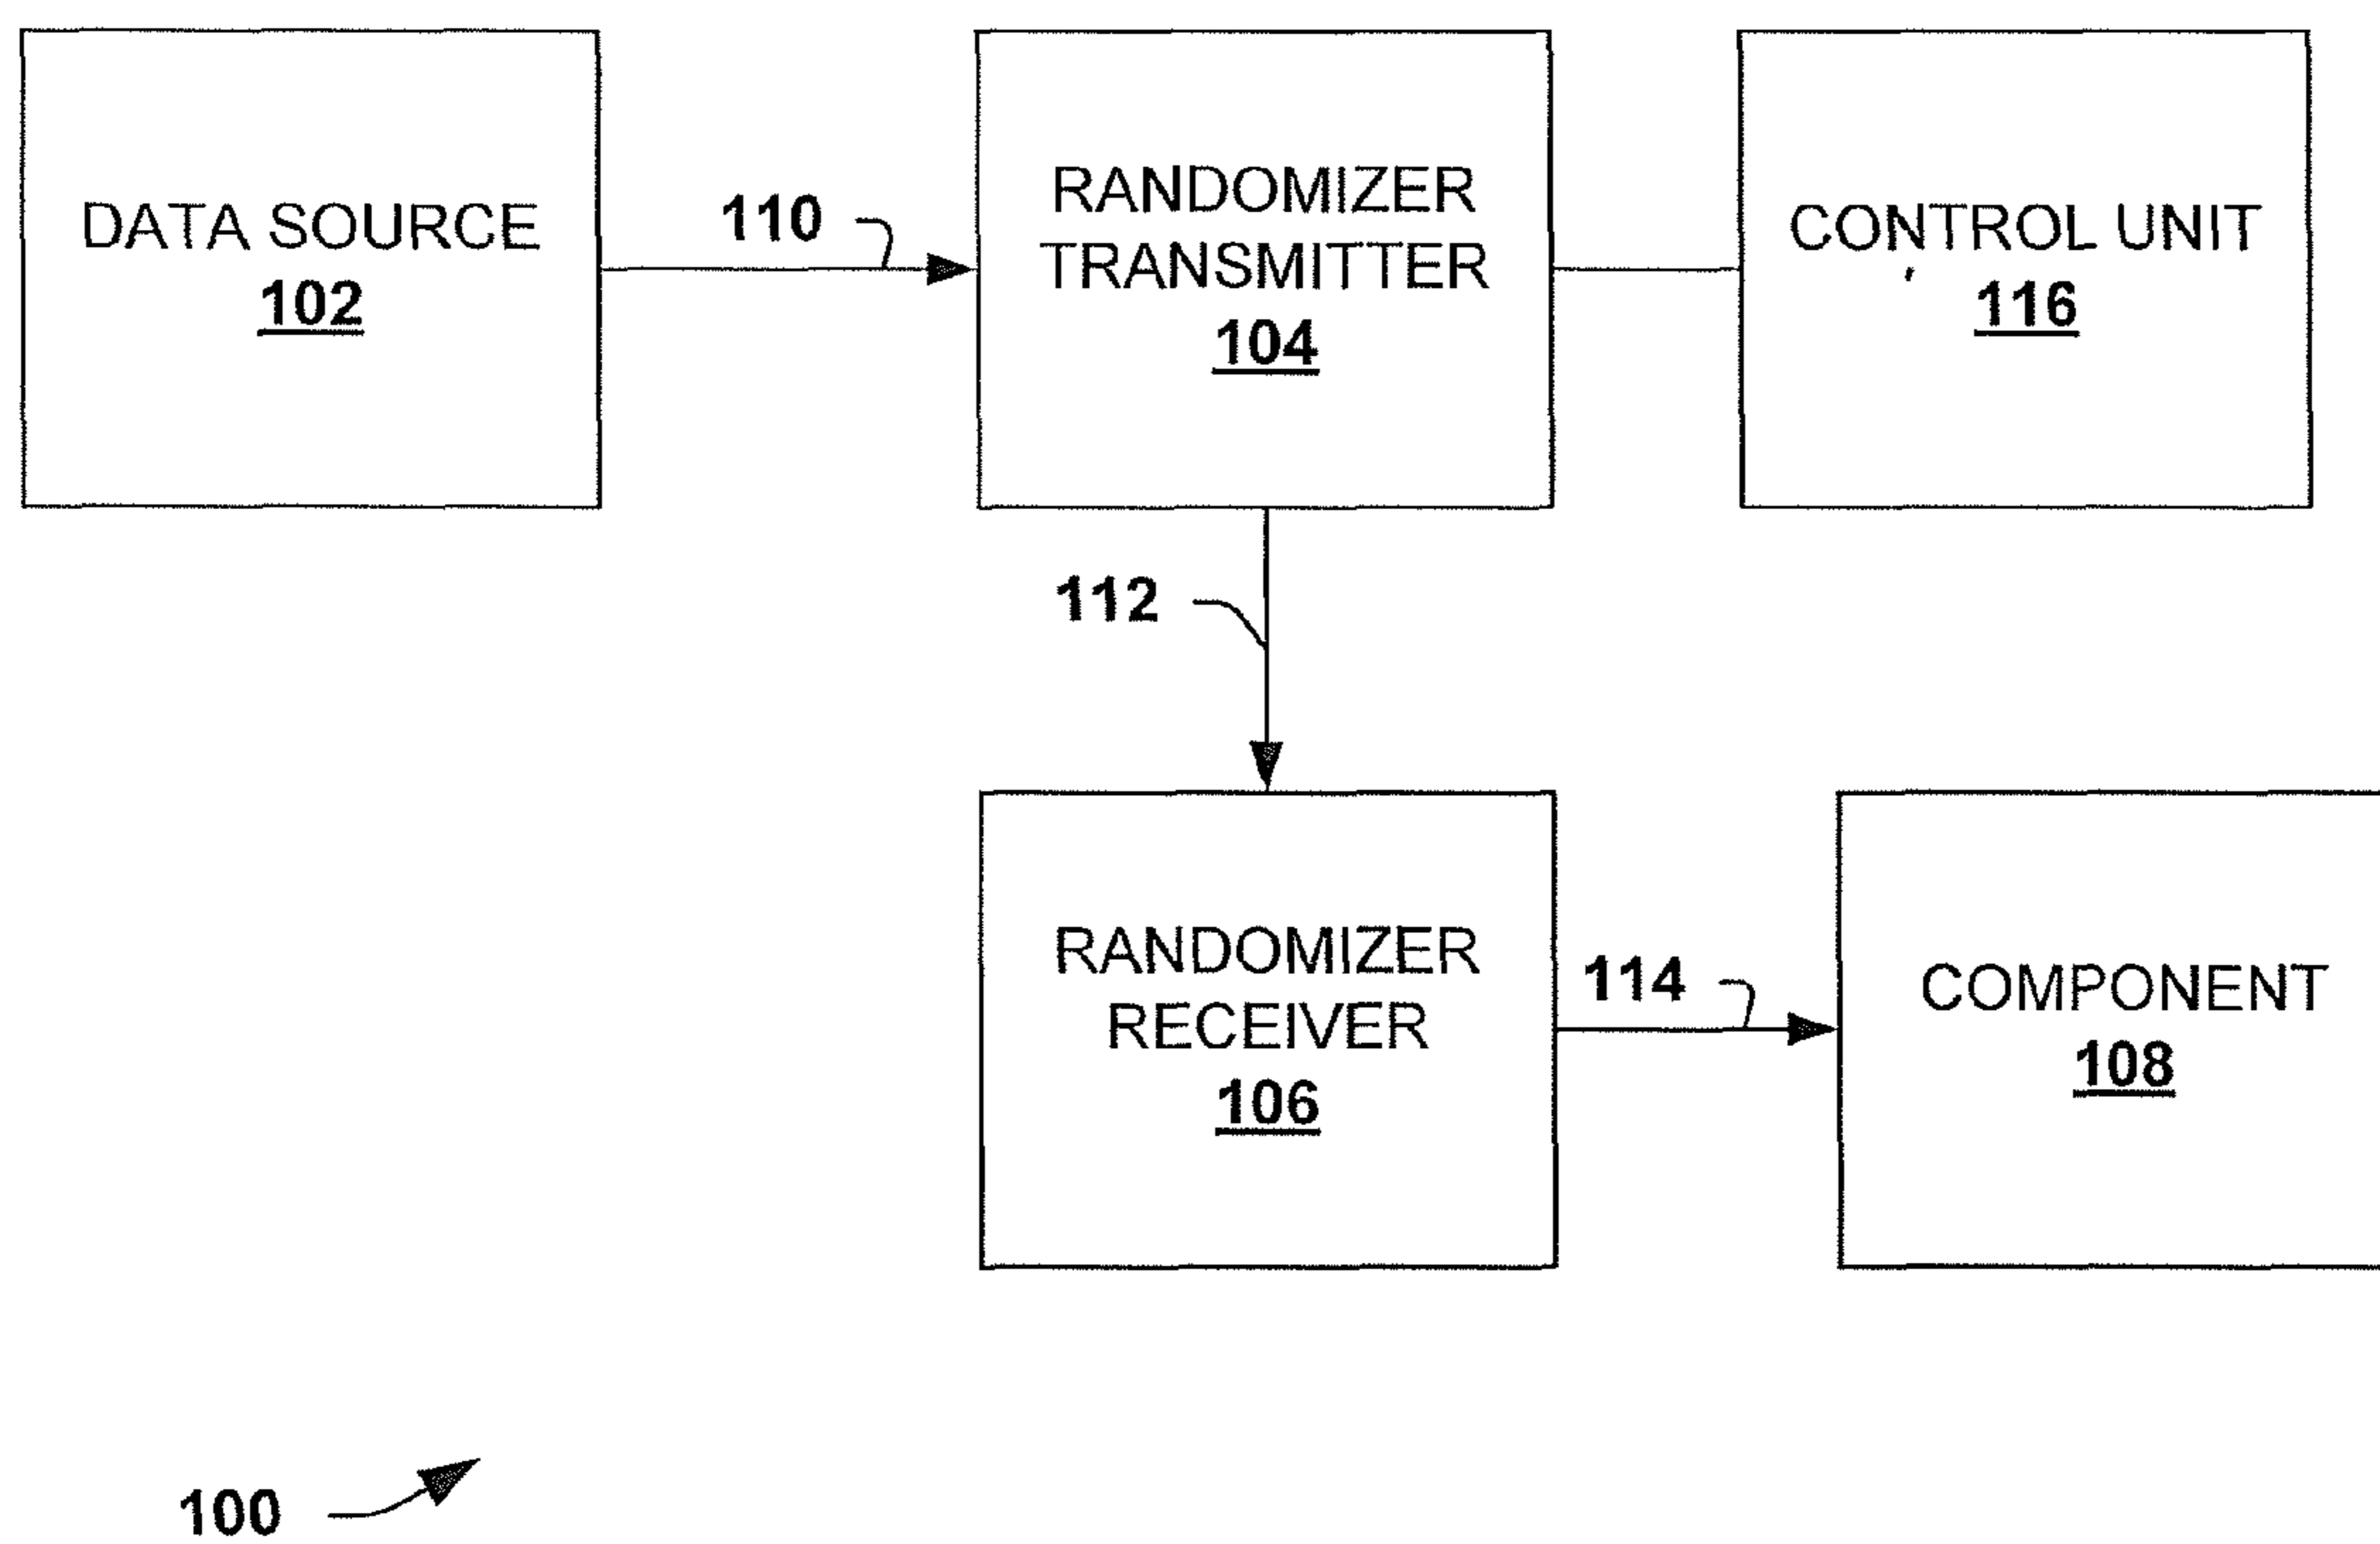 DATA SOURCE
102
110
RANDOMIZER
TRANSMITTER
104
CONTROL UNIT
116
112
RANDOMIZER
RECEIVER
106
114
COMPONENT
108
100